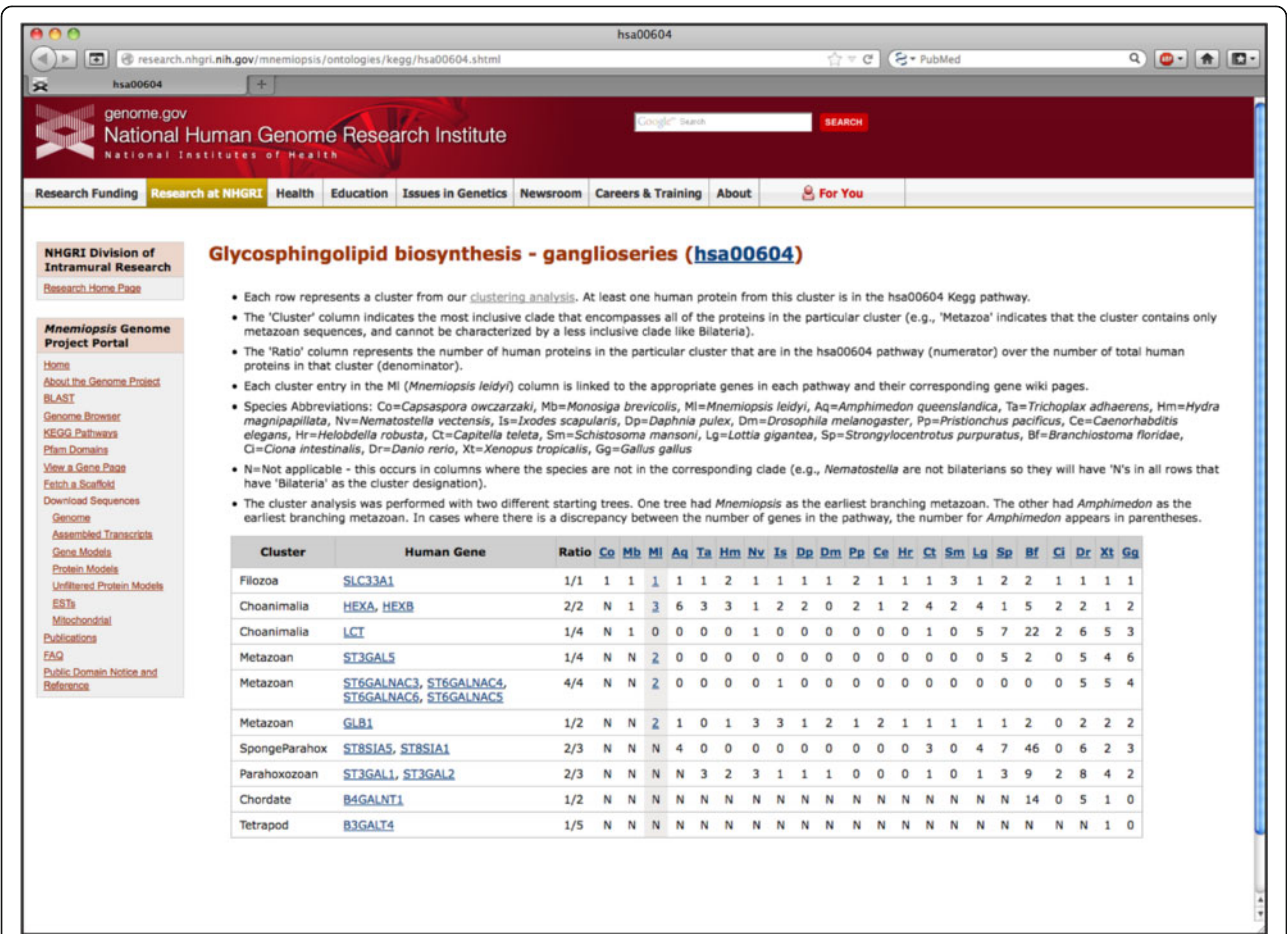 hsa00604
research.nhgri.nih.gov/mnemiopsis/ontologies/kegg/hsa00604.shtml
PubMed
hsa00604
genome.gov
National Human Genome Research Institute
National Institutes of Health
Google™ Search
SEARCH
Research Funding Research at NHGRI Health Education Issues in Genetics Newsroom Careers & Training About For You
NHGRI Division of
Intramural Research
Research Home Page
Mnemiopsis Genome
Project Portal
Home
About the Genome Project
BLAST
Genome Browser
KEGG Pathways
Pfam Domains
View a Gene Page
Fetch a Scaffold
Download Sequences
Genome
Assembled Transcripts
Gene Models
Protein Models
Unfiltered Protein Models
ESTs
Mitochondrial
Publications
FAQ
Public Domain Notice and
Reference
Glycosphingolipid biosynthesis - ganglioseries (hsa00604)
• Each row represents a cluster from our clustering analysis. At least one human protein from this cluster is in the hsa00604 Kegg pathway.
• The 'Cluster' column indicates the most inclusive clade that encompasses all of the proteins in the particular cluster (e.g., 'Metazoa' indicates that the cluster contains only
metazoan sequences, and cannot be characterized by a less inclusive clade like Bilateria).
• The 'Ratio' column represents the number of human proteins in the particular cluster that are in the hsa00604 pathway (numerator) over the number of total human
proteins in that cluster (denominator).
• Each cluster entry in the Ml (Mnemiopsis leidyi) column is linked to the appropriate genes in each pathway and their corresponding gene wiki pages.
• Species Abbreviations: Co=Capsaspora owczarzaki, Mb=Monosiga brevicolis, Ml=Mnemiopsis leidyi, Aq=Amphimedon queenslandica, Ta=Trichoplax adhaerens, Hm=Hydra
magnipapillata, Nv=Nematostella vectensis, Is=Ixodes scapularis, Dp=Daphnia pulex, Dm=Drosophila melanogaster, Pp=Pristionchus pacificus, Ce=Caenorhabditis
elegans, Hr=Helobdella robusta, Ct=Capitella teleta, Sm=Schistosoma mansoni, Lg=Lottia gigantea, Sp=Strongylocentrotus purpuratus, Bf=Branchiostoma floridae,
Ci=Ciona intestinalis, Dr=Danio rerio, Xt=Xenopus tropicalis, Gg=Gallus gallus
• N=Not applicable - this occurs in columns where the species are not in the corresponding clade (e.g., Nematostella are not bilaterians so they will have 'N's in all rows that
have 'Bilateria' as the cluster designation).
• The cluster analysis was performed with two different starting trees. One tree had Mnemiopsis as the earliest branching metazoan. The other had Amphimedon as the
earliest branching metazoan. In cases where there is a discrepancy between the number of genes in the pathway, the number for Amphimedon appears in parentheses.
Cluster Human Gene Ratio Co Mb Ml Aq Ta Hm Nv Is Dp Dm Pp Ce Hr Ct Sm Lg Sp Bf Ci Dr Xt Gg
Filozoa SLC33A1 1/1 1 1 1 1 1 2 1 1 1 1 2 1 1 1 3 1 2 2 1 1 1 1
Choanimalia HEXA, HEXB 2/2 N 1 3 6 3 3 1 2 2 0 2 1 2 4 2 4 1 5 2 2 1 2
Choanimalia LCT 1/4 N 1 0 0 0 0 1 0 0 0 0 0 0 1 0 5 7 22 2 6 5 3
Metazoan ST3GAL5 1/4 N N 2 0 0 0 0 0 0 0 0 0 0 0 0 0 5 2 0 5 4 6
Metazoan ST6GALNAC3, ST6GALNAC4, 4/4 N N 2 0 0 0 0 1 0 0 0 0 0 0 0 0 0 0 0 5 5 4
ST6GALNAC6, ST6GALNAC5
Metazoan GLB1 1/2 N N 2 1 0 1 3 3 1 2 1 2 1 1 1 1 1 2 0 2 2 2
SpongeParahox ST8SIA5, ST8SIA1 2/3 N N N 4 0 0 0 0 0 0 0 0 0 3 0 4 7 46 0 6 2 3
Parahoxozoan ST3GAL1, ST3GAL2 2/3 N N N N 3 2 3 1 1 1 0 0 0 1 0 1 3 9 2 8 4 2
Chordate B4GALNT1 1/2 N N N N N N N N N N N N N N N N N 14 0 5 1 0
Tetrapod B3GALT4 1/5 N N N N N N N N N N N N N N N N N N N N 1 0